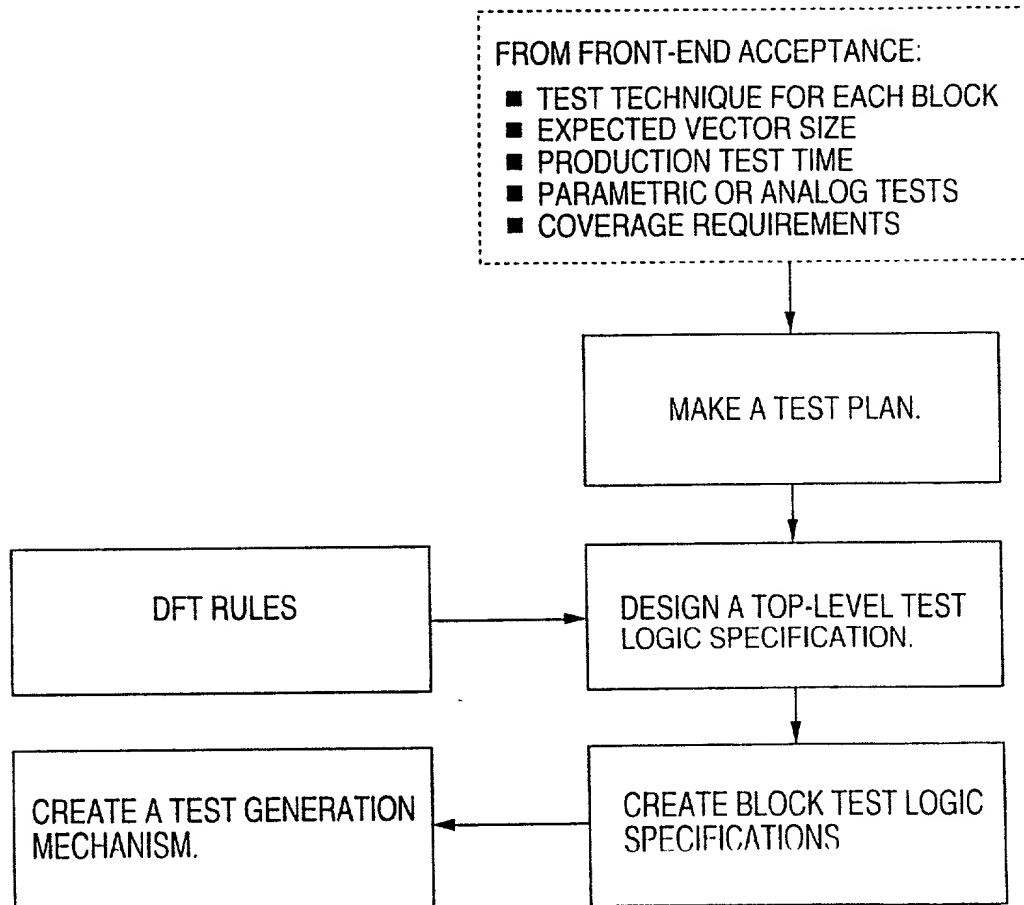 FROM FRONT-END ACCEPTANCE:
■ TEST TECHNIQUE FOR EACH BLOCK
■ EXPECTED VECTOR SIZE
■ PRODUCTION TEST TIME
■ PARAMETRIC OR ANALOG TESTS
■ COVERAGE REQUIREMENTS
MAKE A TEST PLAN.
DFT RULES
DESIGN A TOP-LEVEL TEST
LOGIC SPECIFICATION.
CREATE A TEST GENERATION
MECHANISM.
CREATE BLOCK TEST LOGIC
SPECIFICATIONS